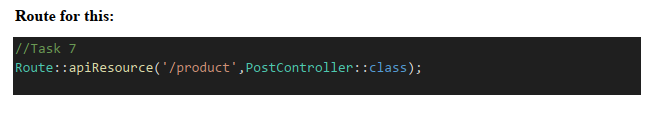 Route for this:
//Task 7
Route::apiResource('/product',PostController::class);